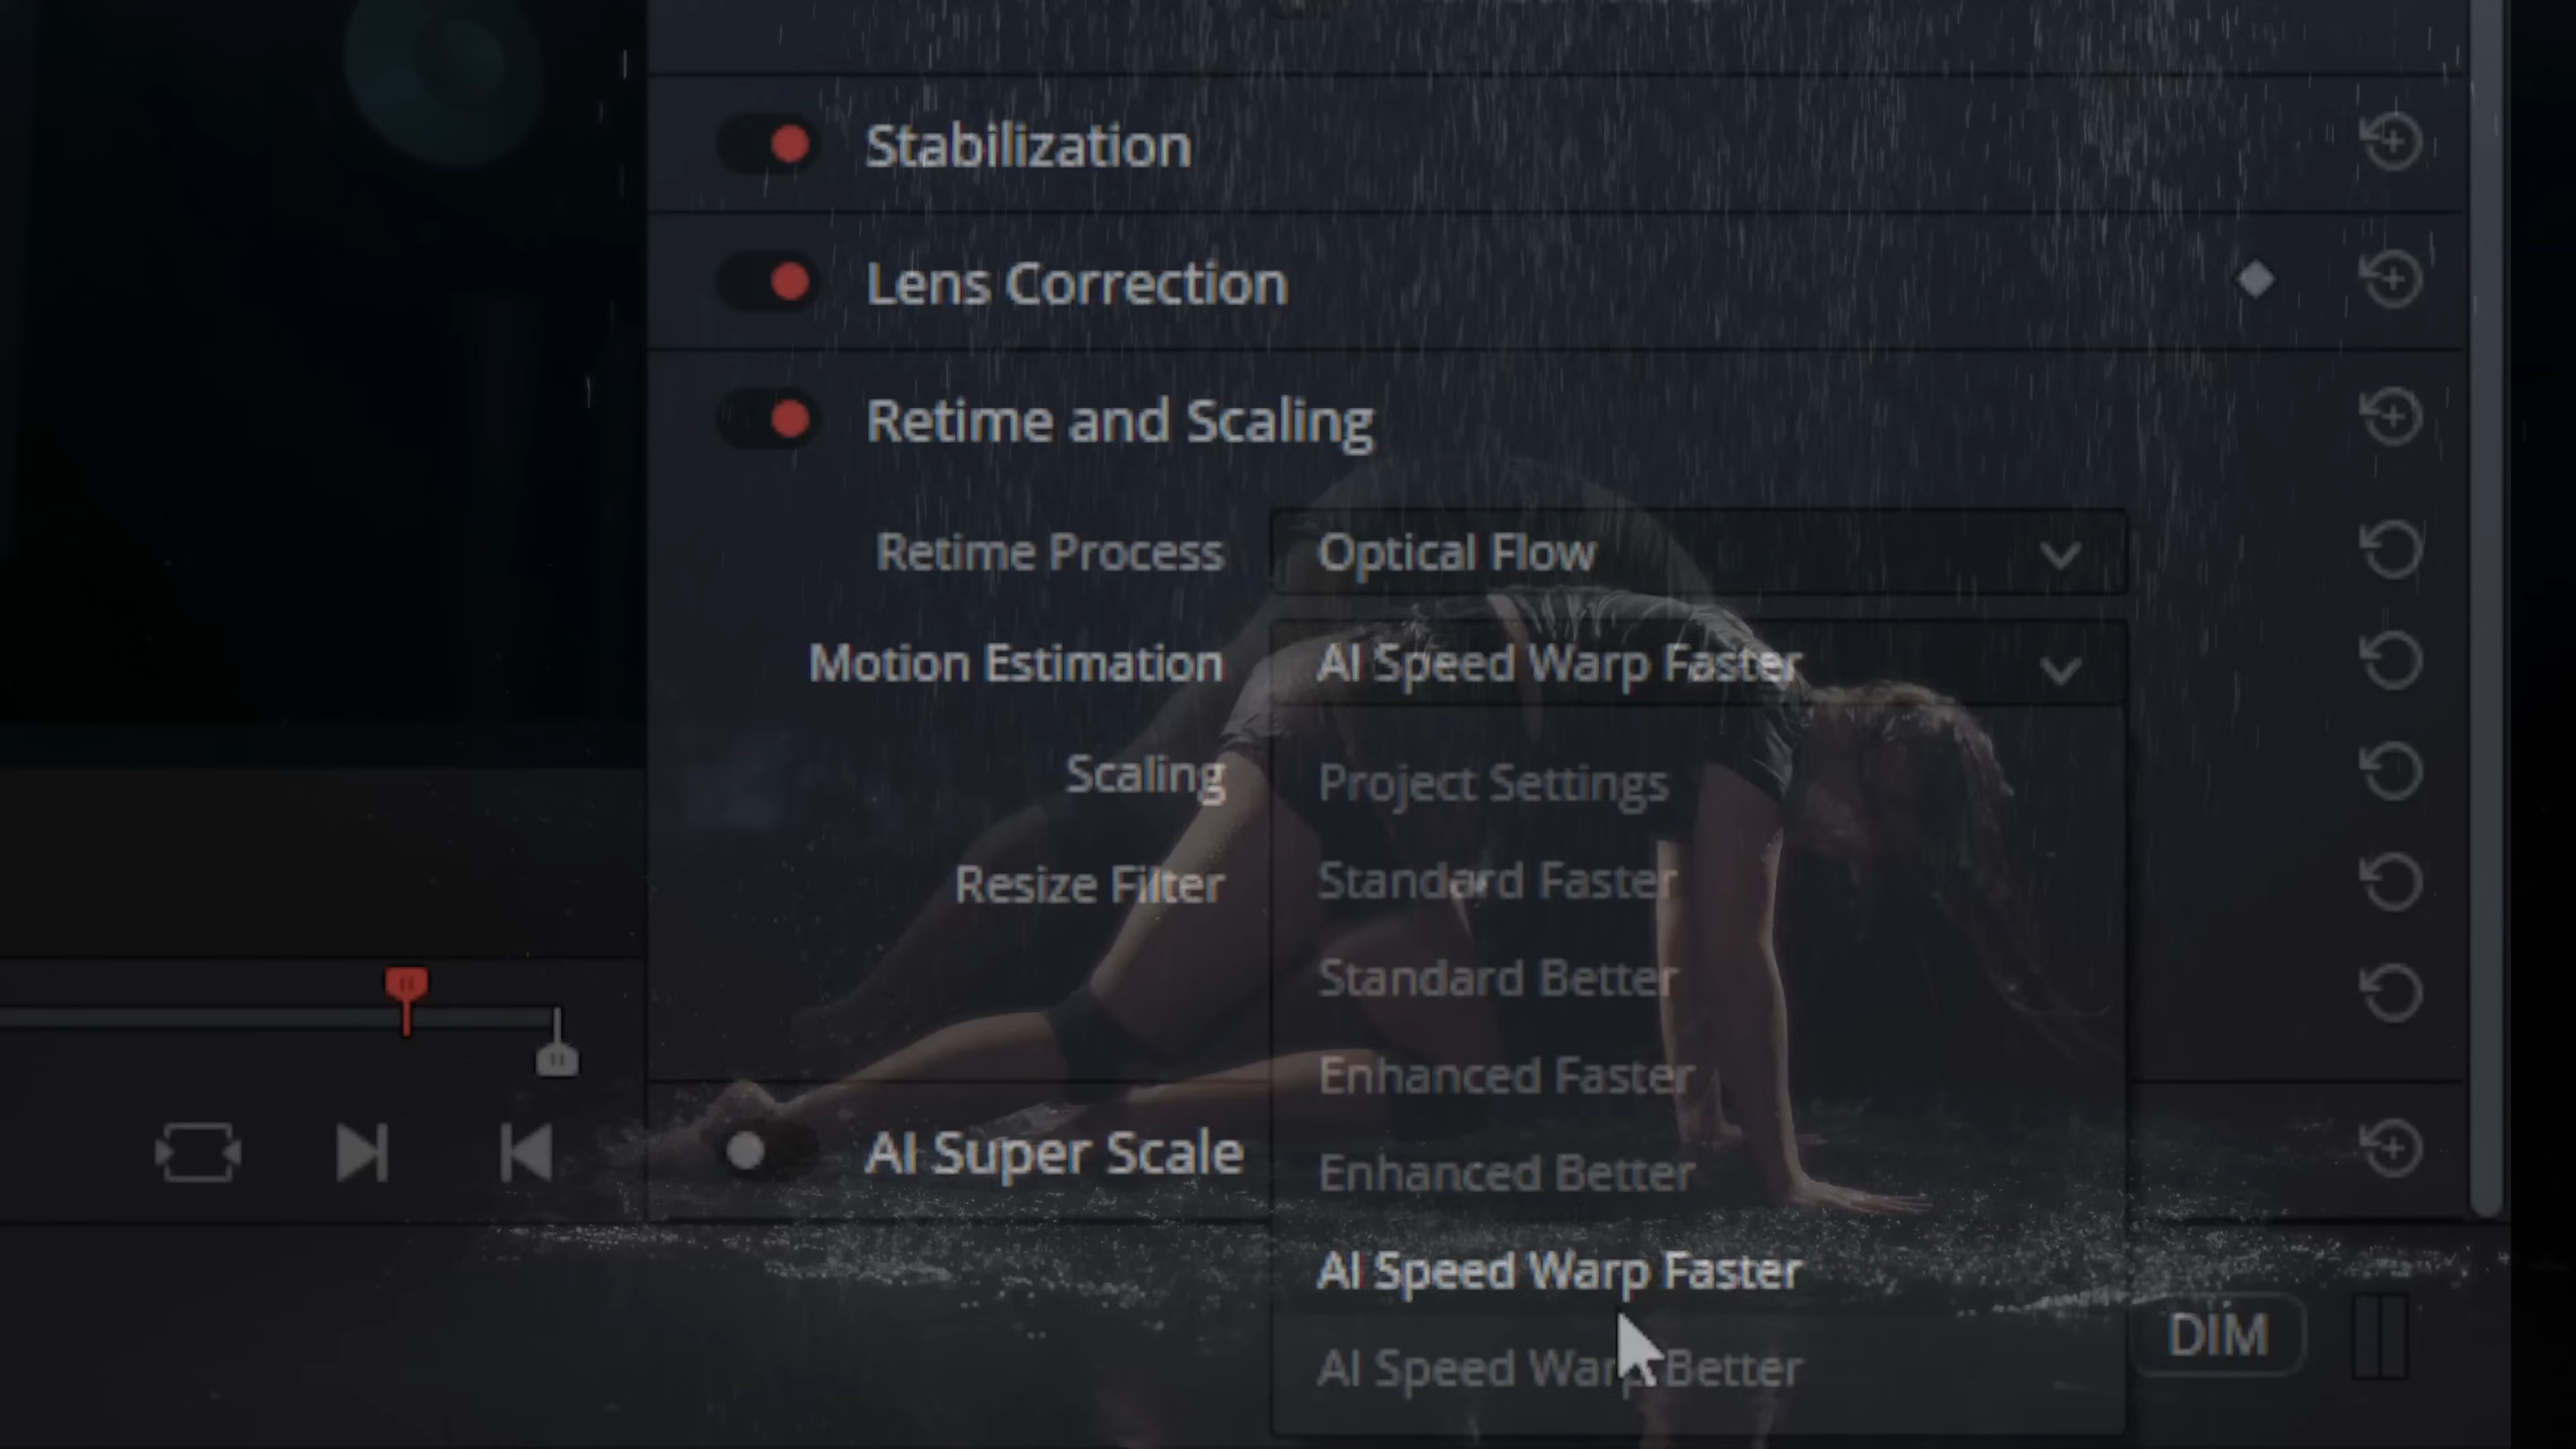 Stabilization
Lens Correction
Retime and Scaling
Retime Process
Optical Flow
Motion Estimation
AI Speed Warp Faster
Scaling
Project Settings
Resize Filter
Standard Faster
Standard Better
Enhanced Faster
Enhanced Better
AI Super Scale
AI Speed Warp Faster
AI Speed Warp Better
DIM